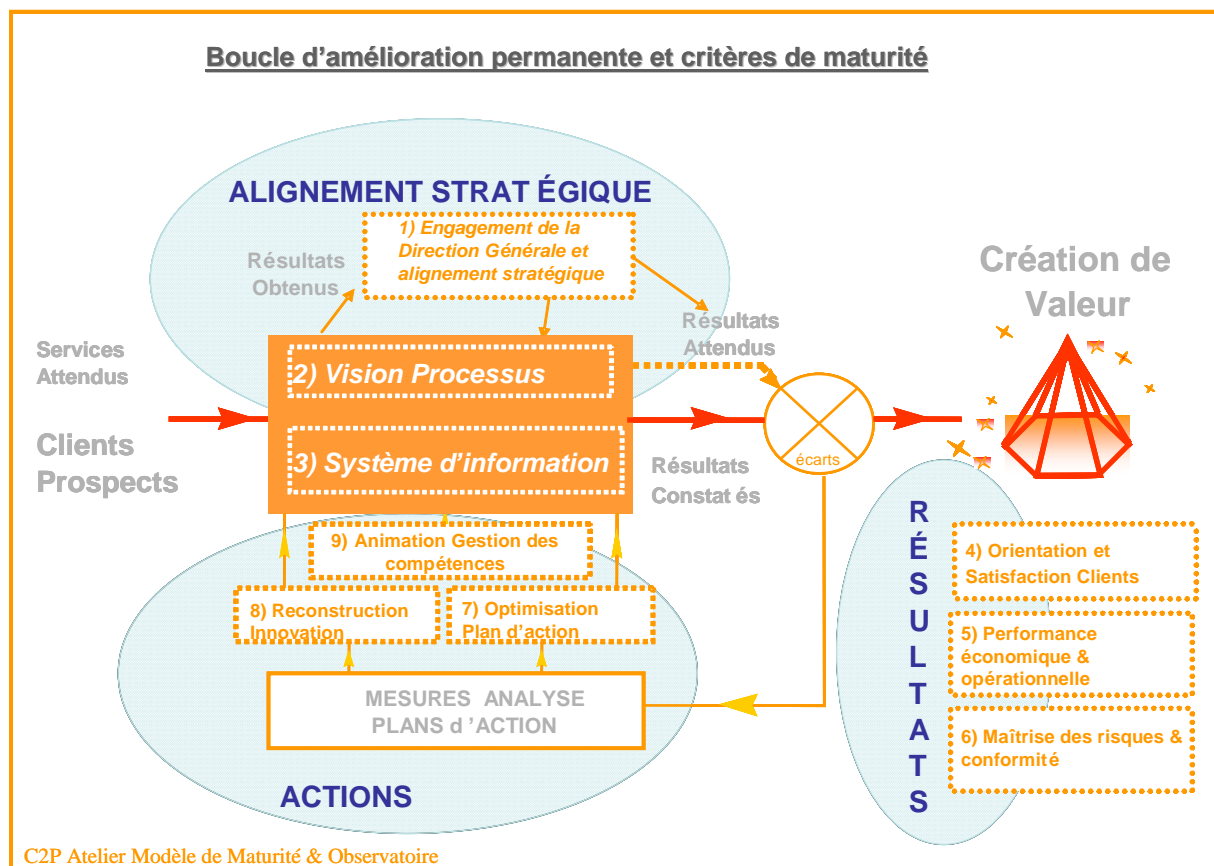 Boucle d’amélioration permanente et critères de maturité
ALIGNEMENT STRAT ÉGIQUE
1) Engagement de la
Direction Générale et
alignement stratégique
Résultats
Obtenus
Création de
Valeur
Résultats
Attendus
Services
Attendus
2) Vision Processus
Clients
Prospects
3) Système d’information
Résultats
Constat és
écarts
RÉSULTATS
4) Orientation et
Satisfaction Clients
5) Performance
économique &
opérationnelle
6) Maîtrise des risques &
conformité
9) Animation Gestion des
compétences
8) Reconstruction
Innovation
7) Optimisation
Plan d’action
MESURES ANALYSE
PLANS d ’ACTION
ACTIONS
C2P Atelier Modèle de Maturité & Observatoire